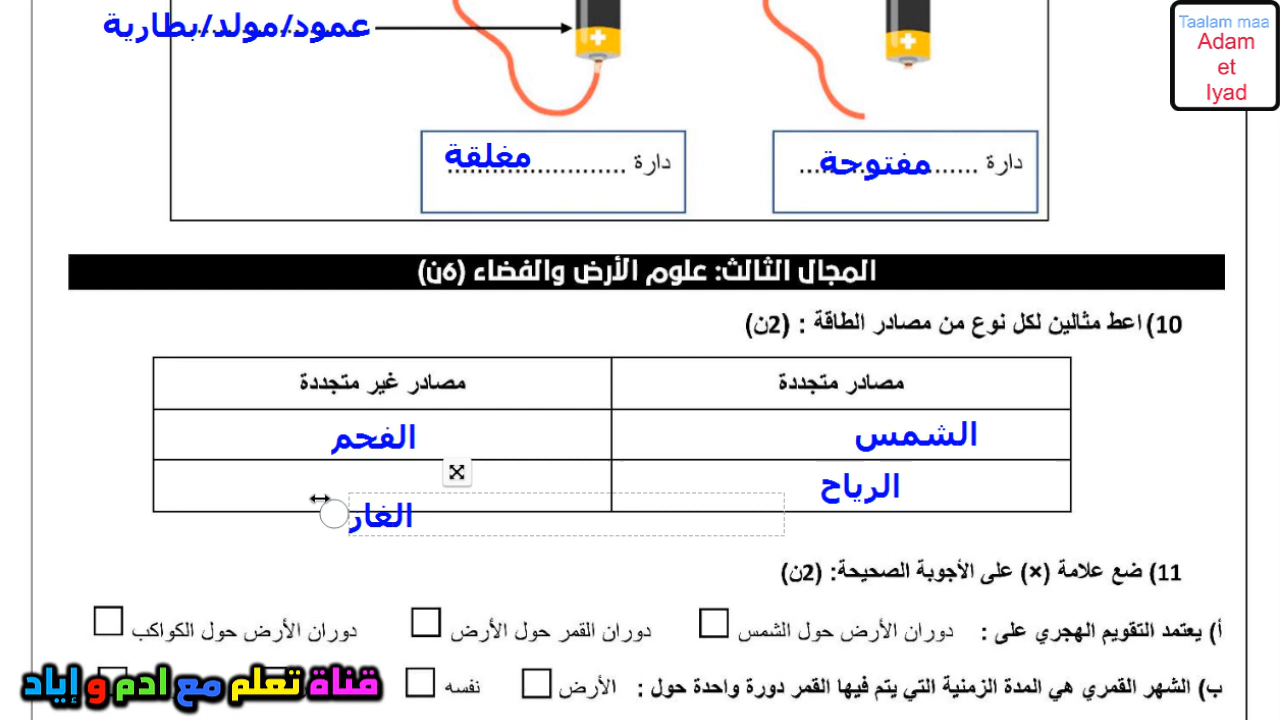 Taalam maa
Adam
et
Iyad
عمود/مولد/بطارية
دارة مفتوحة
دارة مغلقة
المجال الثالث: علوم الأرض والفضاء (6ن)
10) اعط مثالين لكل نوع من مصادر الطاقة : (2ن)
مصادر متجددة مصادر غير متجددة
الشمس الفحم
الرياح الغار
11) ضع علامة (×) على الأجوبة الصحيحة: (2ن)
أ) يعتمد التقويم الهجري على : دوران الأرض حول الشمس دوران القمر حول الأرض دوران الأرض حول الكواكب
ب) الشهر القمري هي المدة الزمنية التي يتم فيها القمر دورة واحدة حول : الأرض نفسه
قناة تعلم مع ادم و إياد